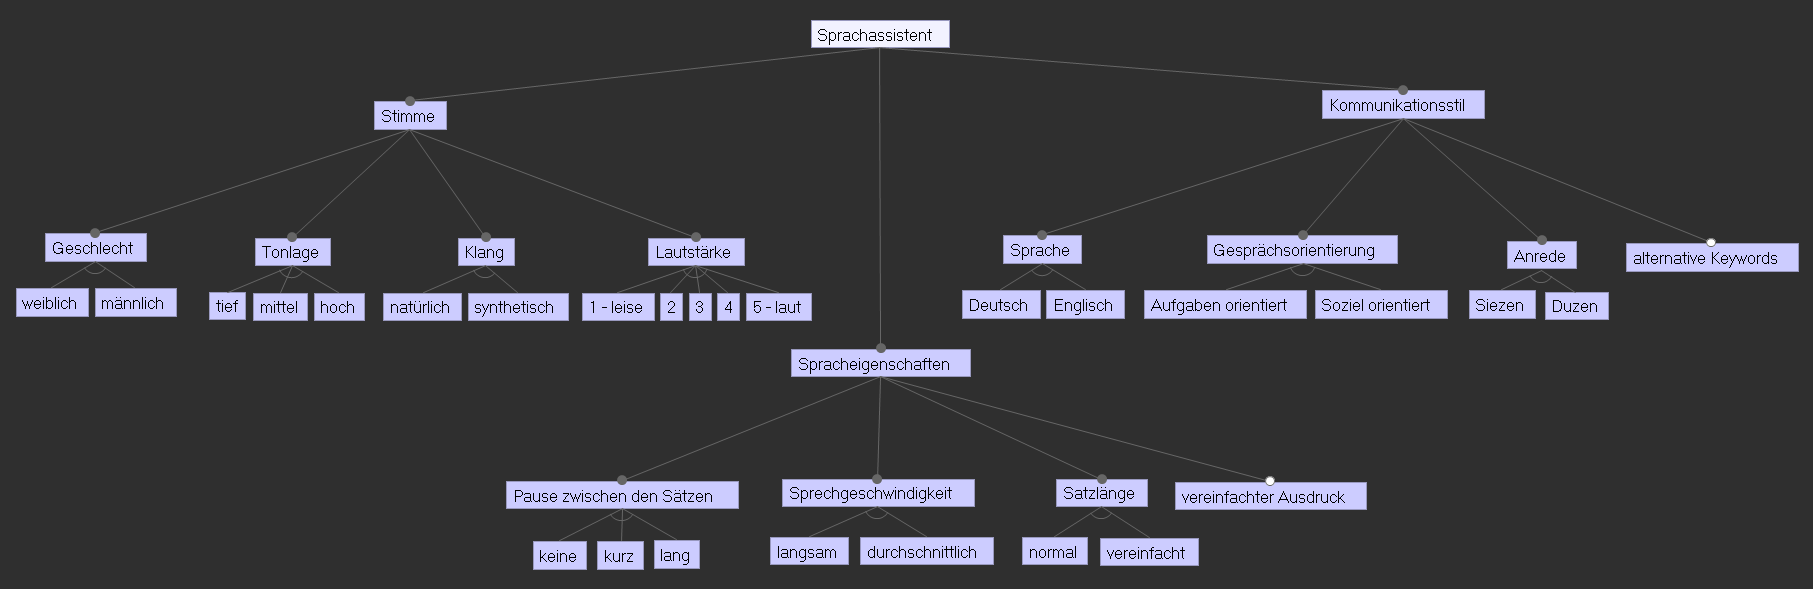 Sprachassistent
Stimme
Kommunikationsstil
Geschlecht
Tonlage
Klang
Lautstärke
Sprache
Gesprächsorientierung
Anrede
alternative Keywords
weiblich
männlich
tief
mittel
hoch
natürlich
synthetisch
1 - leise
2
3
4
5 - laut
Deutsch
Englisch
Aufgaben orientiert
Soziel orientiert
Siezen
Duzen
Spracheigenschaften
Pause zwischen den Sätzen
Sprechgeschwindigkeit
Satzlänge
vereinfachter Ausdruck
keine
kurz
lang
langsam
durchschnittlich
normal
vereinfacht